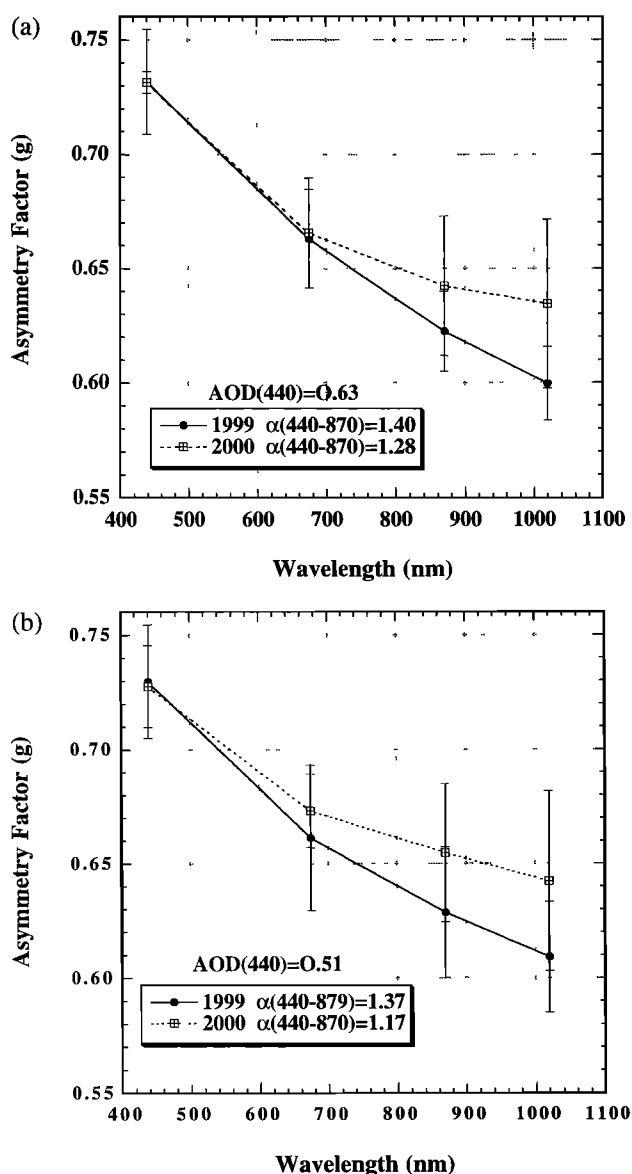 (a)
0.75
0.70
0.65
0.60
0.55
Asymmetry Factor (g)
AOD(440)=O.63
1999 α(440-870)=1.40
2000 α(440-870)=1.28
400 500 600 700 800 900 1000 1100
Wavelength (nm)
(b)
0.75
0.70
0.65
0.60
0.55
Asymmetry Factor (g)
AOD(440)=O.51
1999 α(440-879)=1.37
2000 α(440-870)=1.17
400 500 600 700 800 900 1000 1100
Wavelength (nm)